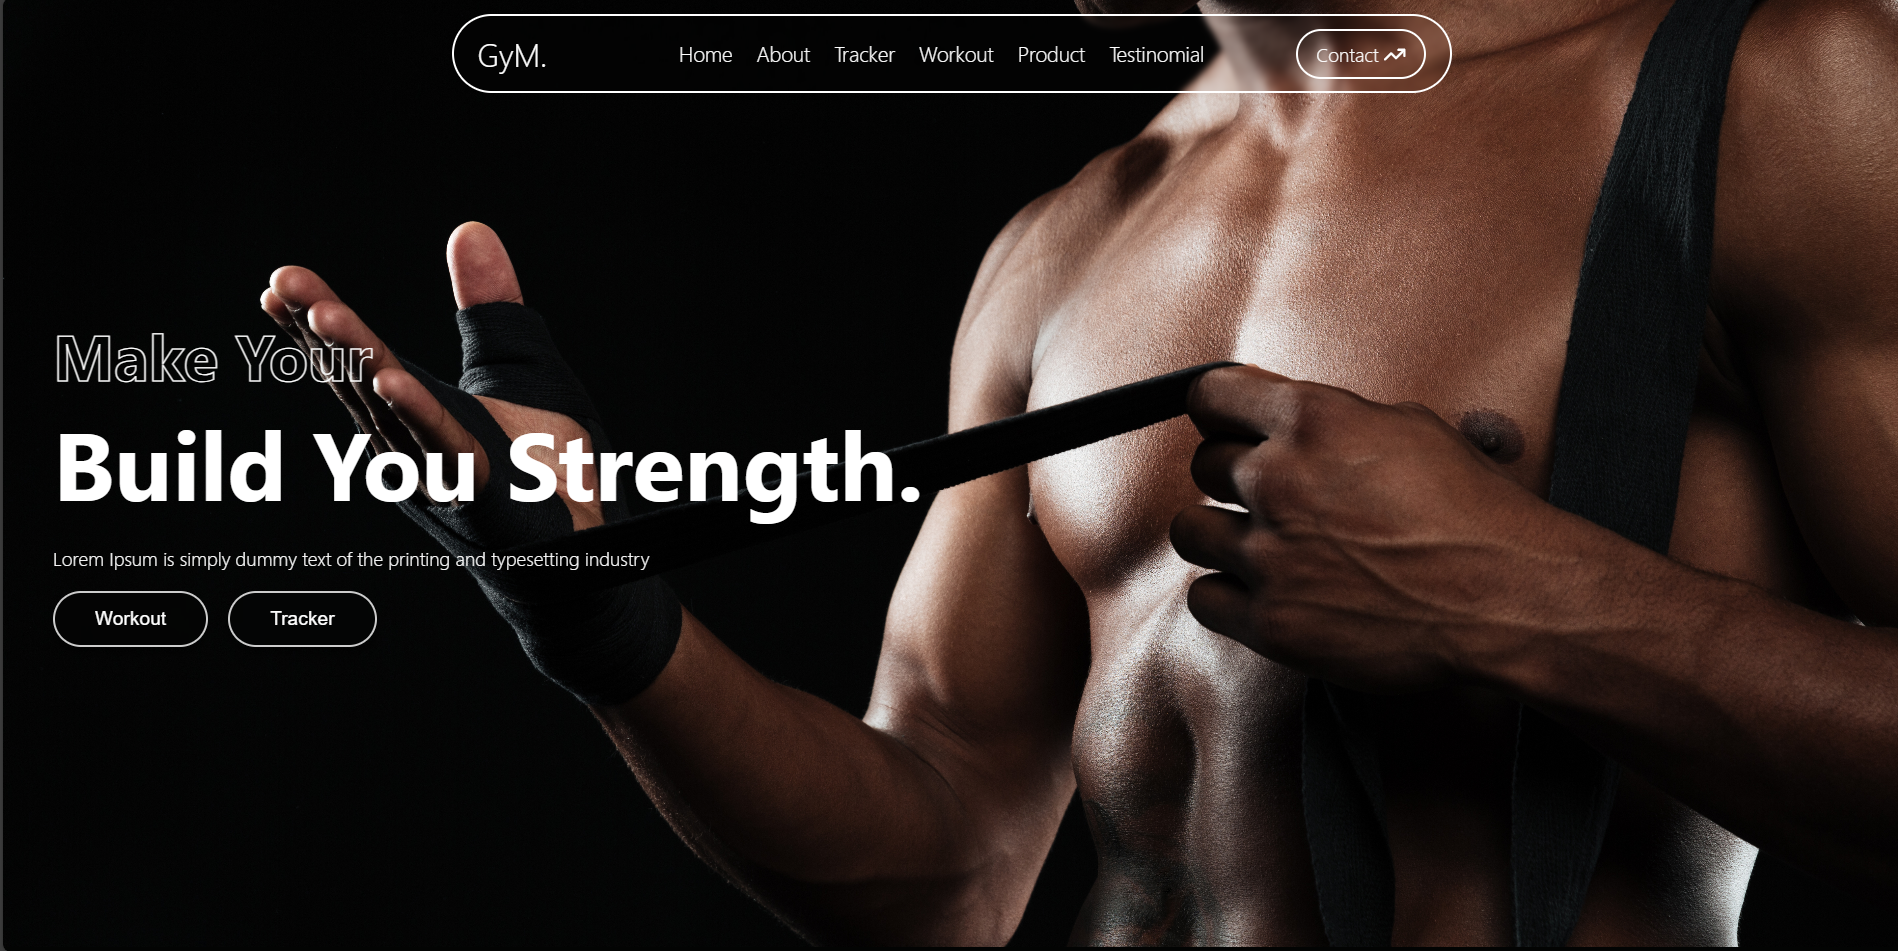 GyM. Home About Tracker Workout Product Testinomial Contact
Make Your
Build You Strength.
Lorem Ipsum is simply dummy text of the printing and typesetting industry
Workout Tracker